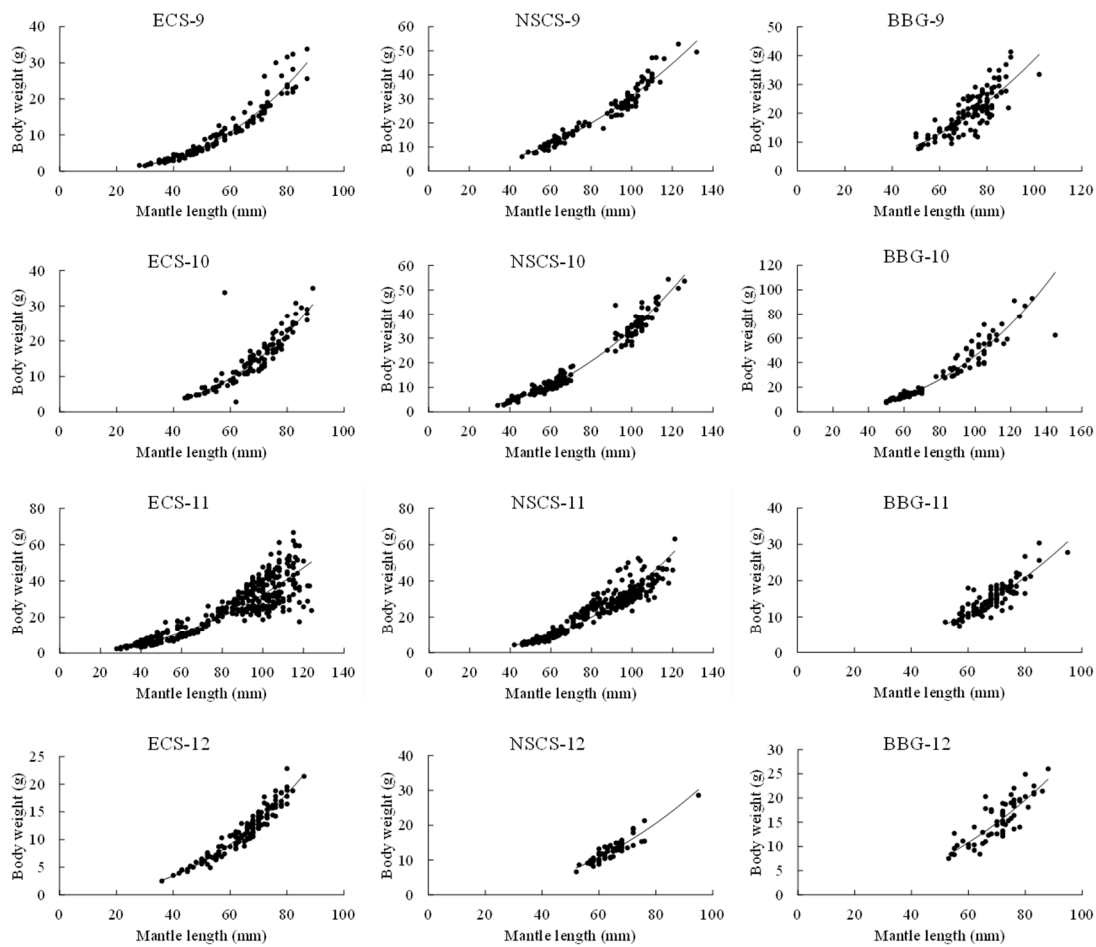 ECS-9
Body weight (g)
40
30
20
10
0
0 20 40 60 80 100
Mantle length (mm)
NSCS-9
Body weight (g)
60
50
40
30
20
10
0
0 20 40 60 80 100 120 140
Mantle length (mm)
BBG-9
Body weight (g)
50
40
30
20
10
0
0 20 40 60 80 100 120
Mantle length (mm)
ECS-10
Body weight (g)
40
30
20
10
0
0 20 40 60 80 100
Mantle length (mm)
NSCS-10
Body weight (g)
60
50
40
30
20
10
0
0 20 40 60 80 100 120 140
Mantle length (mm)
BBG-10
Body weight (g)
120
100
80
60
40
20
0
0 20 40 60 80 100 120 140 160
Mantle length (mm)
ECS-11
Body weight (g)
80
60
40
20
0
0 20 40 60 80 100 120 140
Mantle length (mm)
NSCS-11
Body weight (g)
80
60
40
20
0
0 20 40 60 80 100 120 140
Mantle length (mm)
BBG-11
Body weight (g)
40
30
20
10
0
0 20 40 60 80 100
Mantle length (mm)
ECS-12
Body weight (g)
25
20
15
10
5
0
0 20 40 60 80 100
Mantle length (mm)
NSCS-12
Body weight (g)
40
30
20
10
0
0 20 40 60 80 100
Mantle length (mm)
BBG-12
Body weight (g)
30
25
20
15
10
5
0
0 20 40 60 80 100
Mantle length (mm)